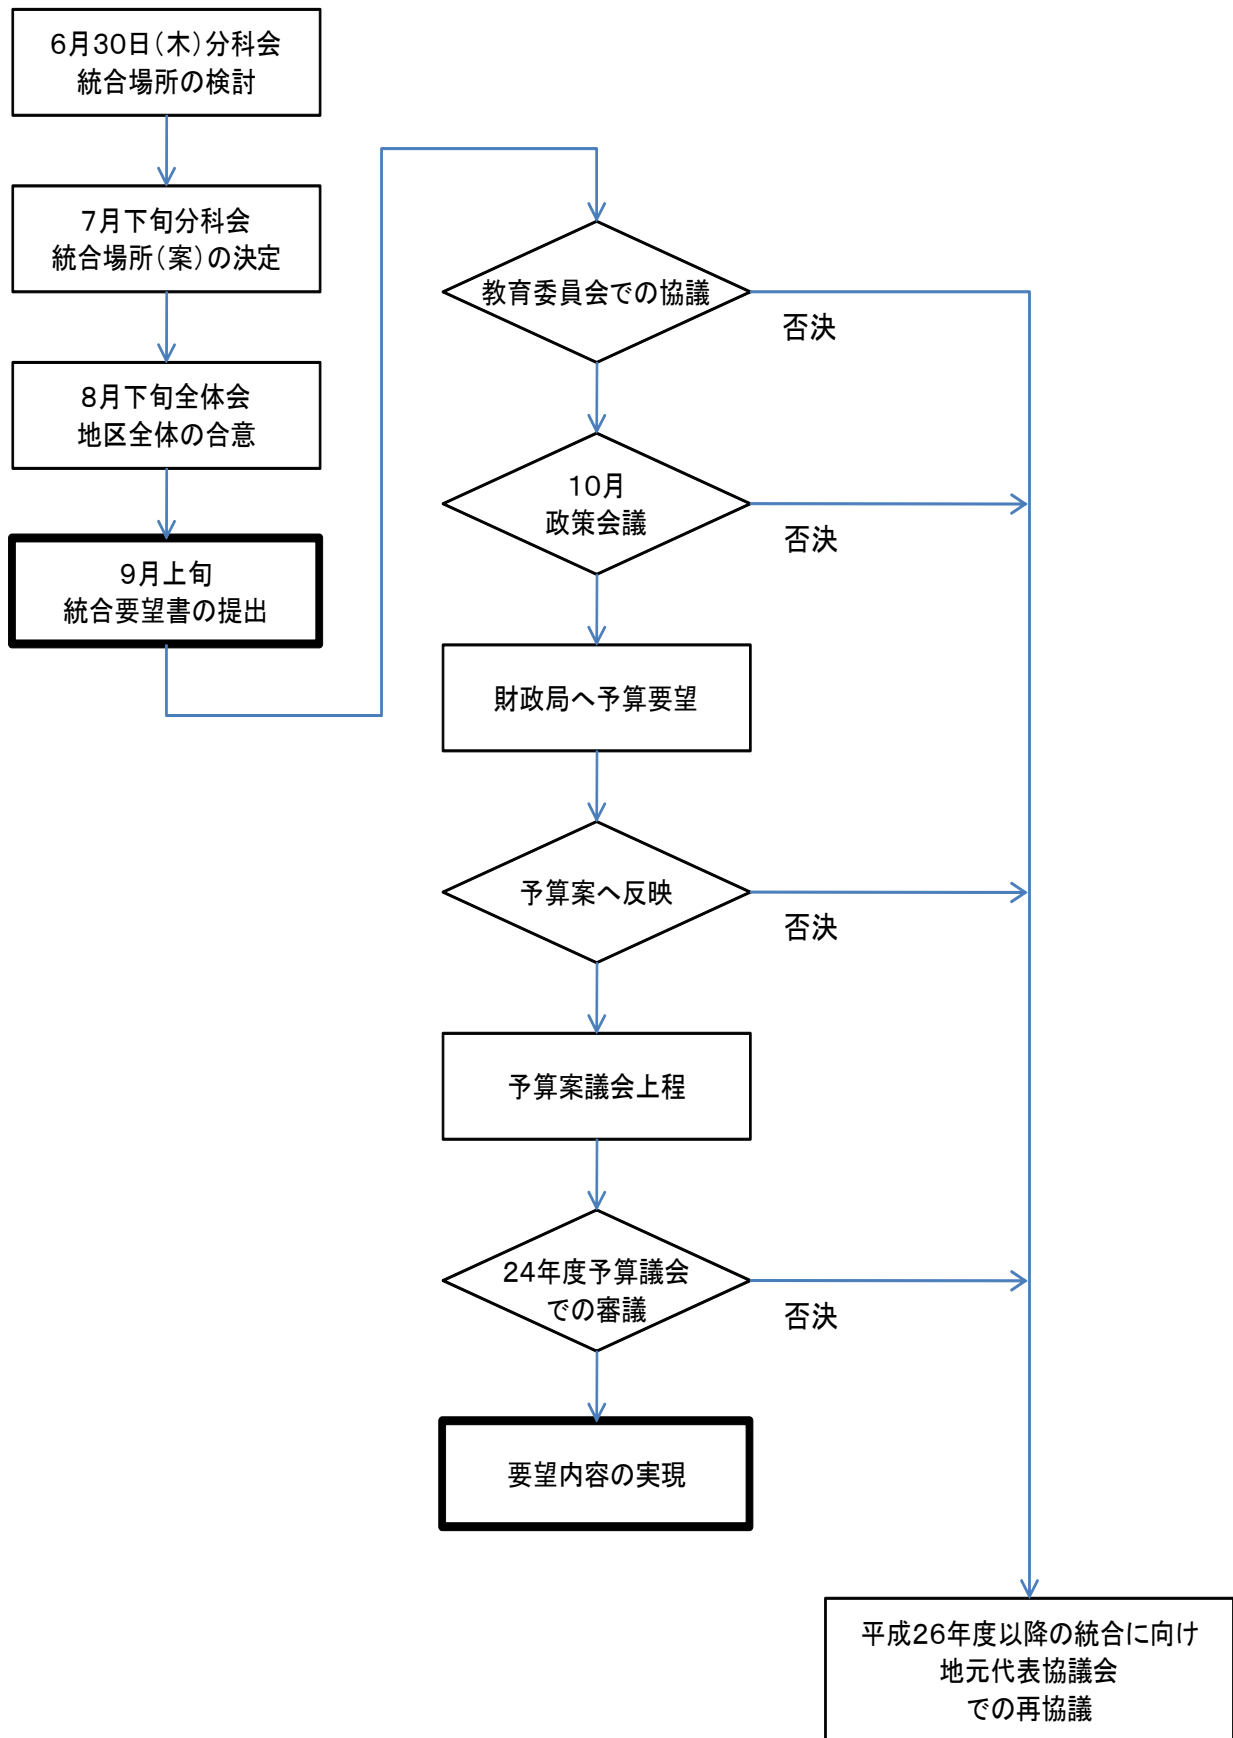 6月30日(木)分科会
統合場所の検討
7月下旬分科会
統合場所(案)の決定
8月下旬全体会
地区全体の合意
9月上旬
統合要望書の提出
教育委員会での協議
否決
10月
政策会議
否決
財政局へ予算要望
予算案へ反映
否決
予算案議会上程
24年度予算議会
での審議
否決
要望内容の実現
平成26年度以降の統合に向け
地元代表協議会
での再協議